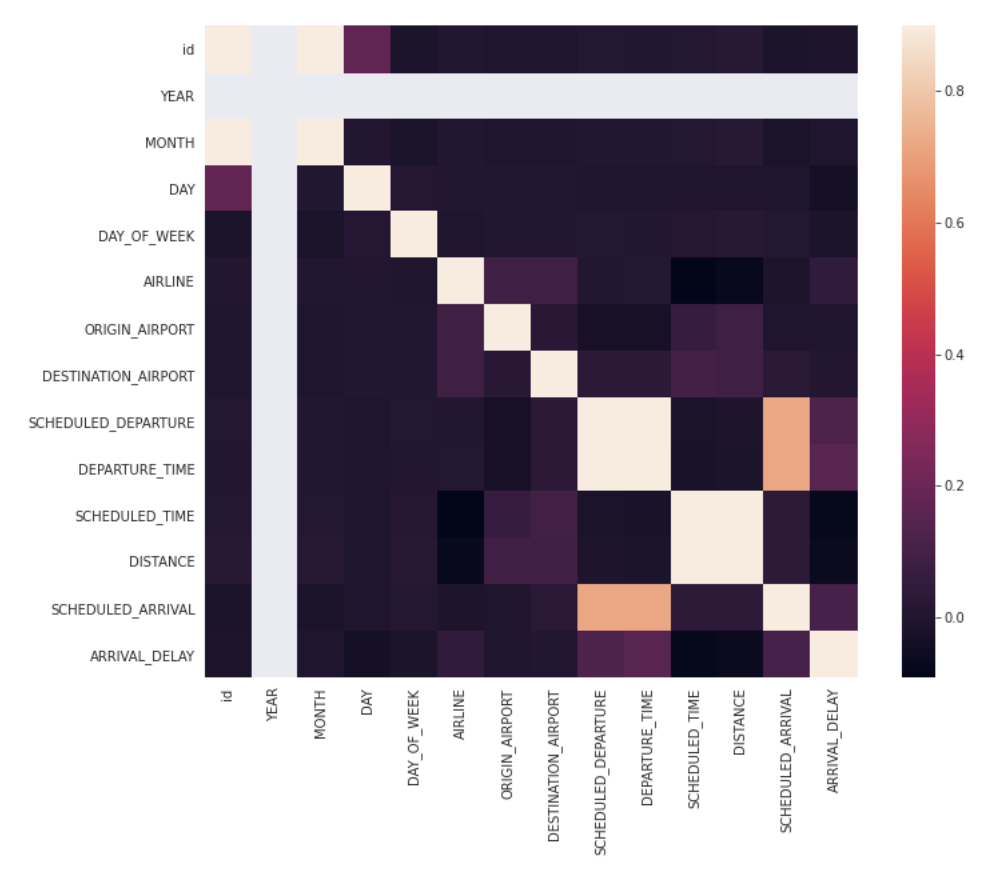 id
YEAR
MONTH
DAY
DAY_OF_WEEK
AIRLINE
ORIGIN_AIRPORT
DESTINATION_AIRPORT
SCHEDULED_DEPARTURE
DEPARTURE_TIME
SCHEDULED_TIME
DISTANCE
SCHEDULED_ARRIVAL
ARRIVAL_DELAY
id
YEAR
MONTH
DAY
DAY_OF_WEEK
AIRLINE
ORIGIN_AIRPORT
DESTINATION_AIRPORT
SCHEDULED_DEPARTURE
DEPARTURE_TIME
SCHEDULED_TIME
DISTANCE
SCHEDULED_ARRIVAL
ARRIVAL_DELAY
0.8
0.6
0.4
0.2
0.0